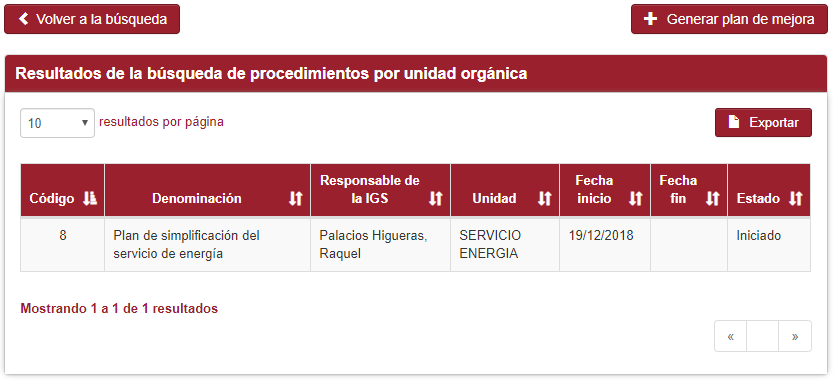 Volver a la búsqueda
Generar plan de mejora
Resultados de la búsqueda de procedimientos por unidad orgánica
10 resultados por página
Exportar
Código Denominación Responsable de la IGS Unidad Fecha inicio Fecha fin Estado
8 Plan de simplificación del servicio de energía Palacios Higueras, Raquel SERVICIO ENERGIA 19/12/2018 Iniciado
Mostrando 1 a 1 de 1 resultados
« »